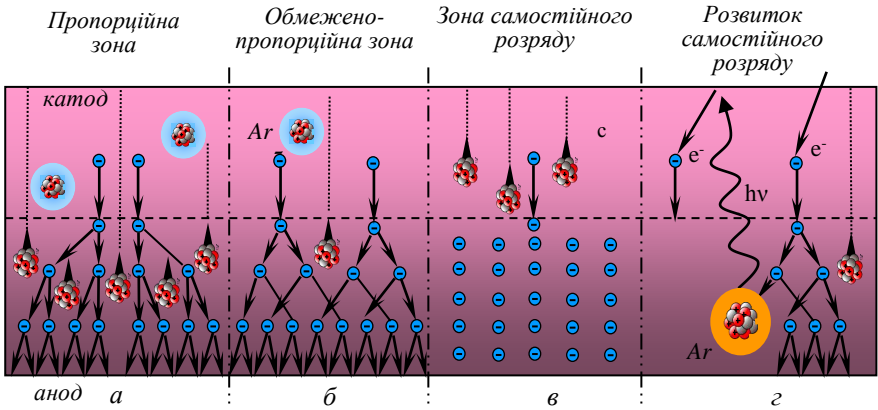 Пропорційна
зона
Обмежено-
пропорційна зона
Зона самостійного
розряду
Розвиток
самостійного
розряду
катод
Ar
с
e-
e-
hν
Ar
анод
а
б
в
г